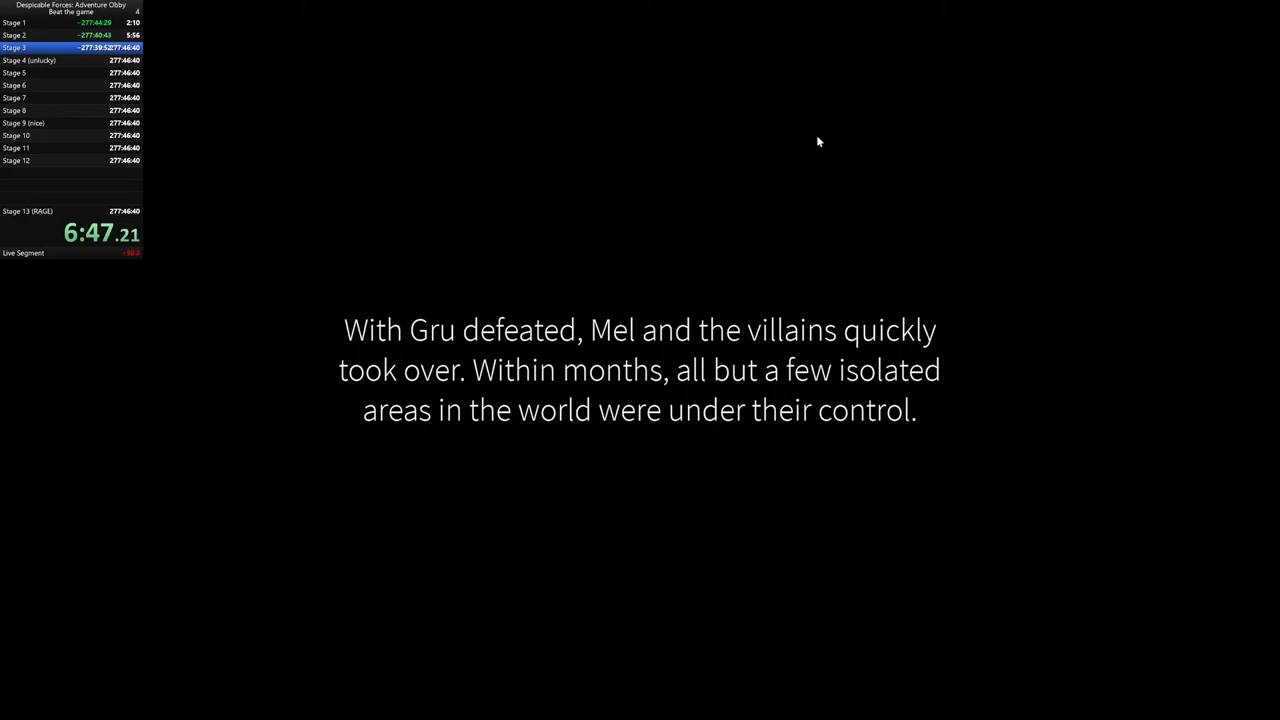 Despicable Forces: Adventure Obby
Beat the game 4
Stage 1 -277:44:29 2:10
Stage 2 -277:40:43 5:56
Stage 3 -277:39:52 277:46:40
Stage 4 (unlucky) 277:46:40
Stage 5 277:46:40
Stage 6 277:46:40
Stage 7 277:46:40
Stage 8 277:46:40
Stage 9 (nice) 277:46:40
Stage 10 277:46:40
Stage 11 277:46:40
Stage 12 277:46:40
Stage 13 (RAGE) 277:46:40
6:47.21
Live Segment
With Gru defeated, Mel and the villains quickly
took over. Within months, all but a few isolated
areas in the world were under their control.